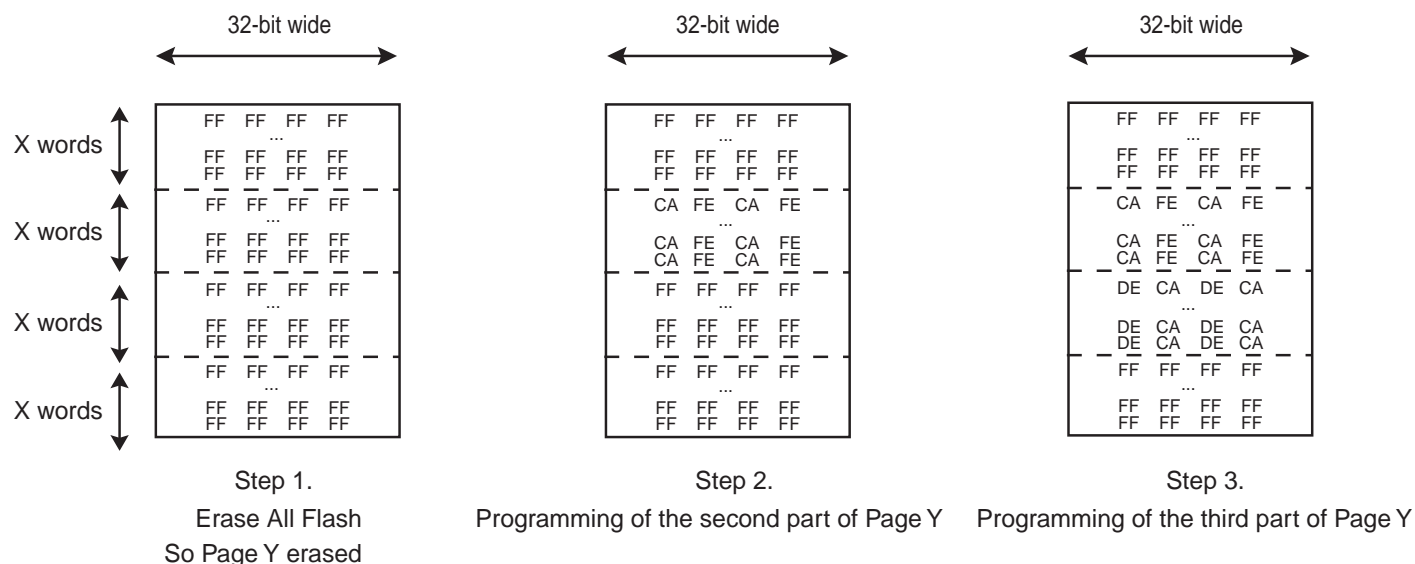 32-bit wide
32-bit wide
32-bit wide
X words
FF FF FF FF
...
FF FF FF FF
FF FF FF FF
X words
FF FF FF FF
...
FF FF FF FF
FF FF FF FF
X words
FF FF FF FF
...
FF FF FF FF
FF FF FF FF
X words
FF FF FF FF
...
FF FF FF FF
FF FF FF FF
Step 1.
Erase All Flash
So Page Y erased
FF FF FF FF
...
FF FF FF FF
FF FF FF FF
CA FE CA FE
...
CA FE CA FE
CA FE CA FE
FF FF FF FF
...
FF FF FF FF
FF FF FF FF
FF FF FF FF
...
FF FF FF FF
FF FF FF FF
Step 2.
Programming of the second part of Page Y
FF FF FF FF
...
FF FF FF FF
FF FF FF FF
CA FE CA FE
...
CA FE CA FE
CA FE CA FE
DE CA DE CA
...
DE CA DE CA
DE CA DE CA
FF FF FF FF
...
FF FF FF FF
FF FF FF FF
Step 3.
Programming of the third part of Page Y